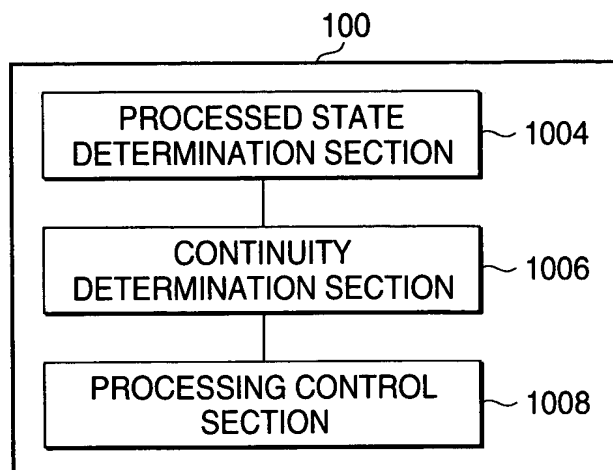 100
PROCESSED STATE
DETERMINATION SECTION
1004
CONTINUITY
DETERMINATION SECTION
1006
PROCESSING CONTROL
SECTION
1008